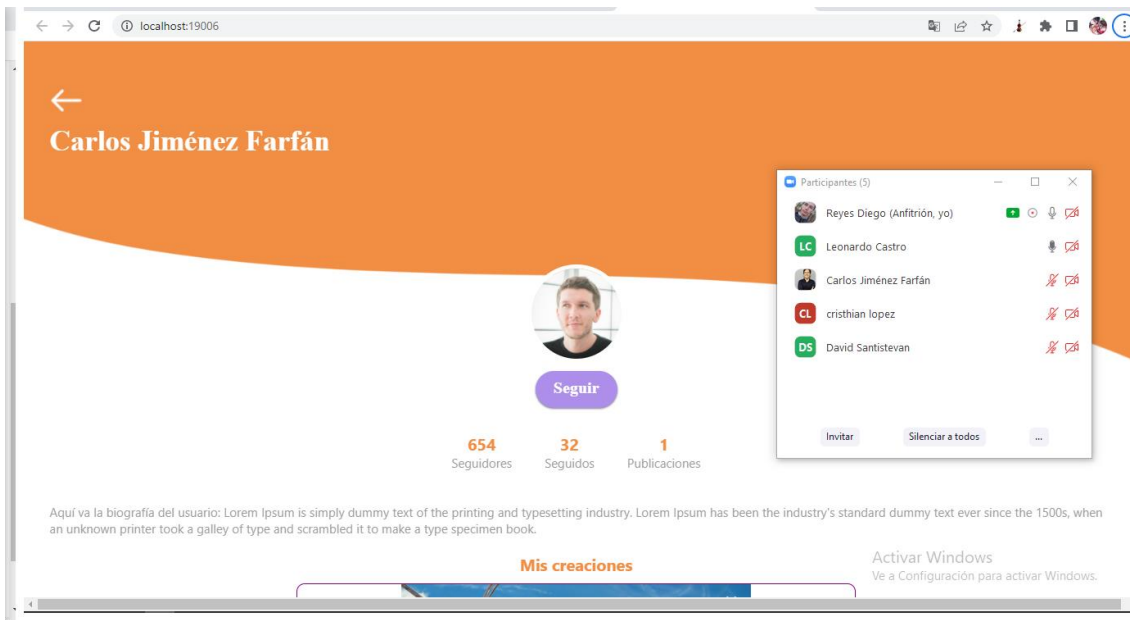 localhost:19006
Carlos Jiménez Farfán
Participantes (5)
Reyes Diego (Anfitrión, yo)
LC Leonardo Castro
Carlos Jiménez Farfán
CL cristhian lopez
DS David Santistevan
Invitar Silenciar a todos ...
Seguir
654 32 1
Seguidores Seguidos Publicaciones
Aquí va la biografía del usuario: Lorem Ipsum is simply dummy text of the printing and typesetting industry. Lorem Ipsum has been the industry's standard dummy text ever since the 1500s, when
an unknown printer took a galley of type and scrambled it to make a type specimen book.
Mis creaciones
Activar Windows
Ve a Configuración para activar Windows.